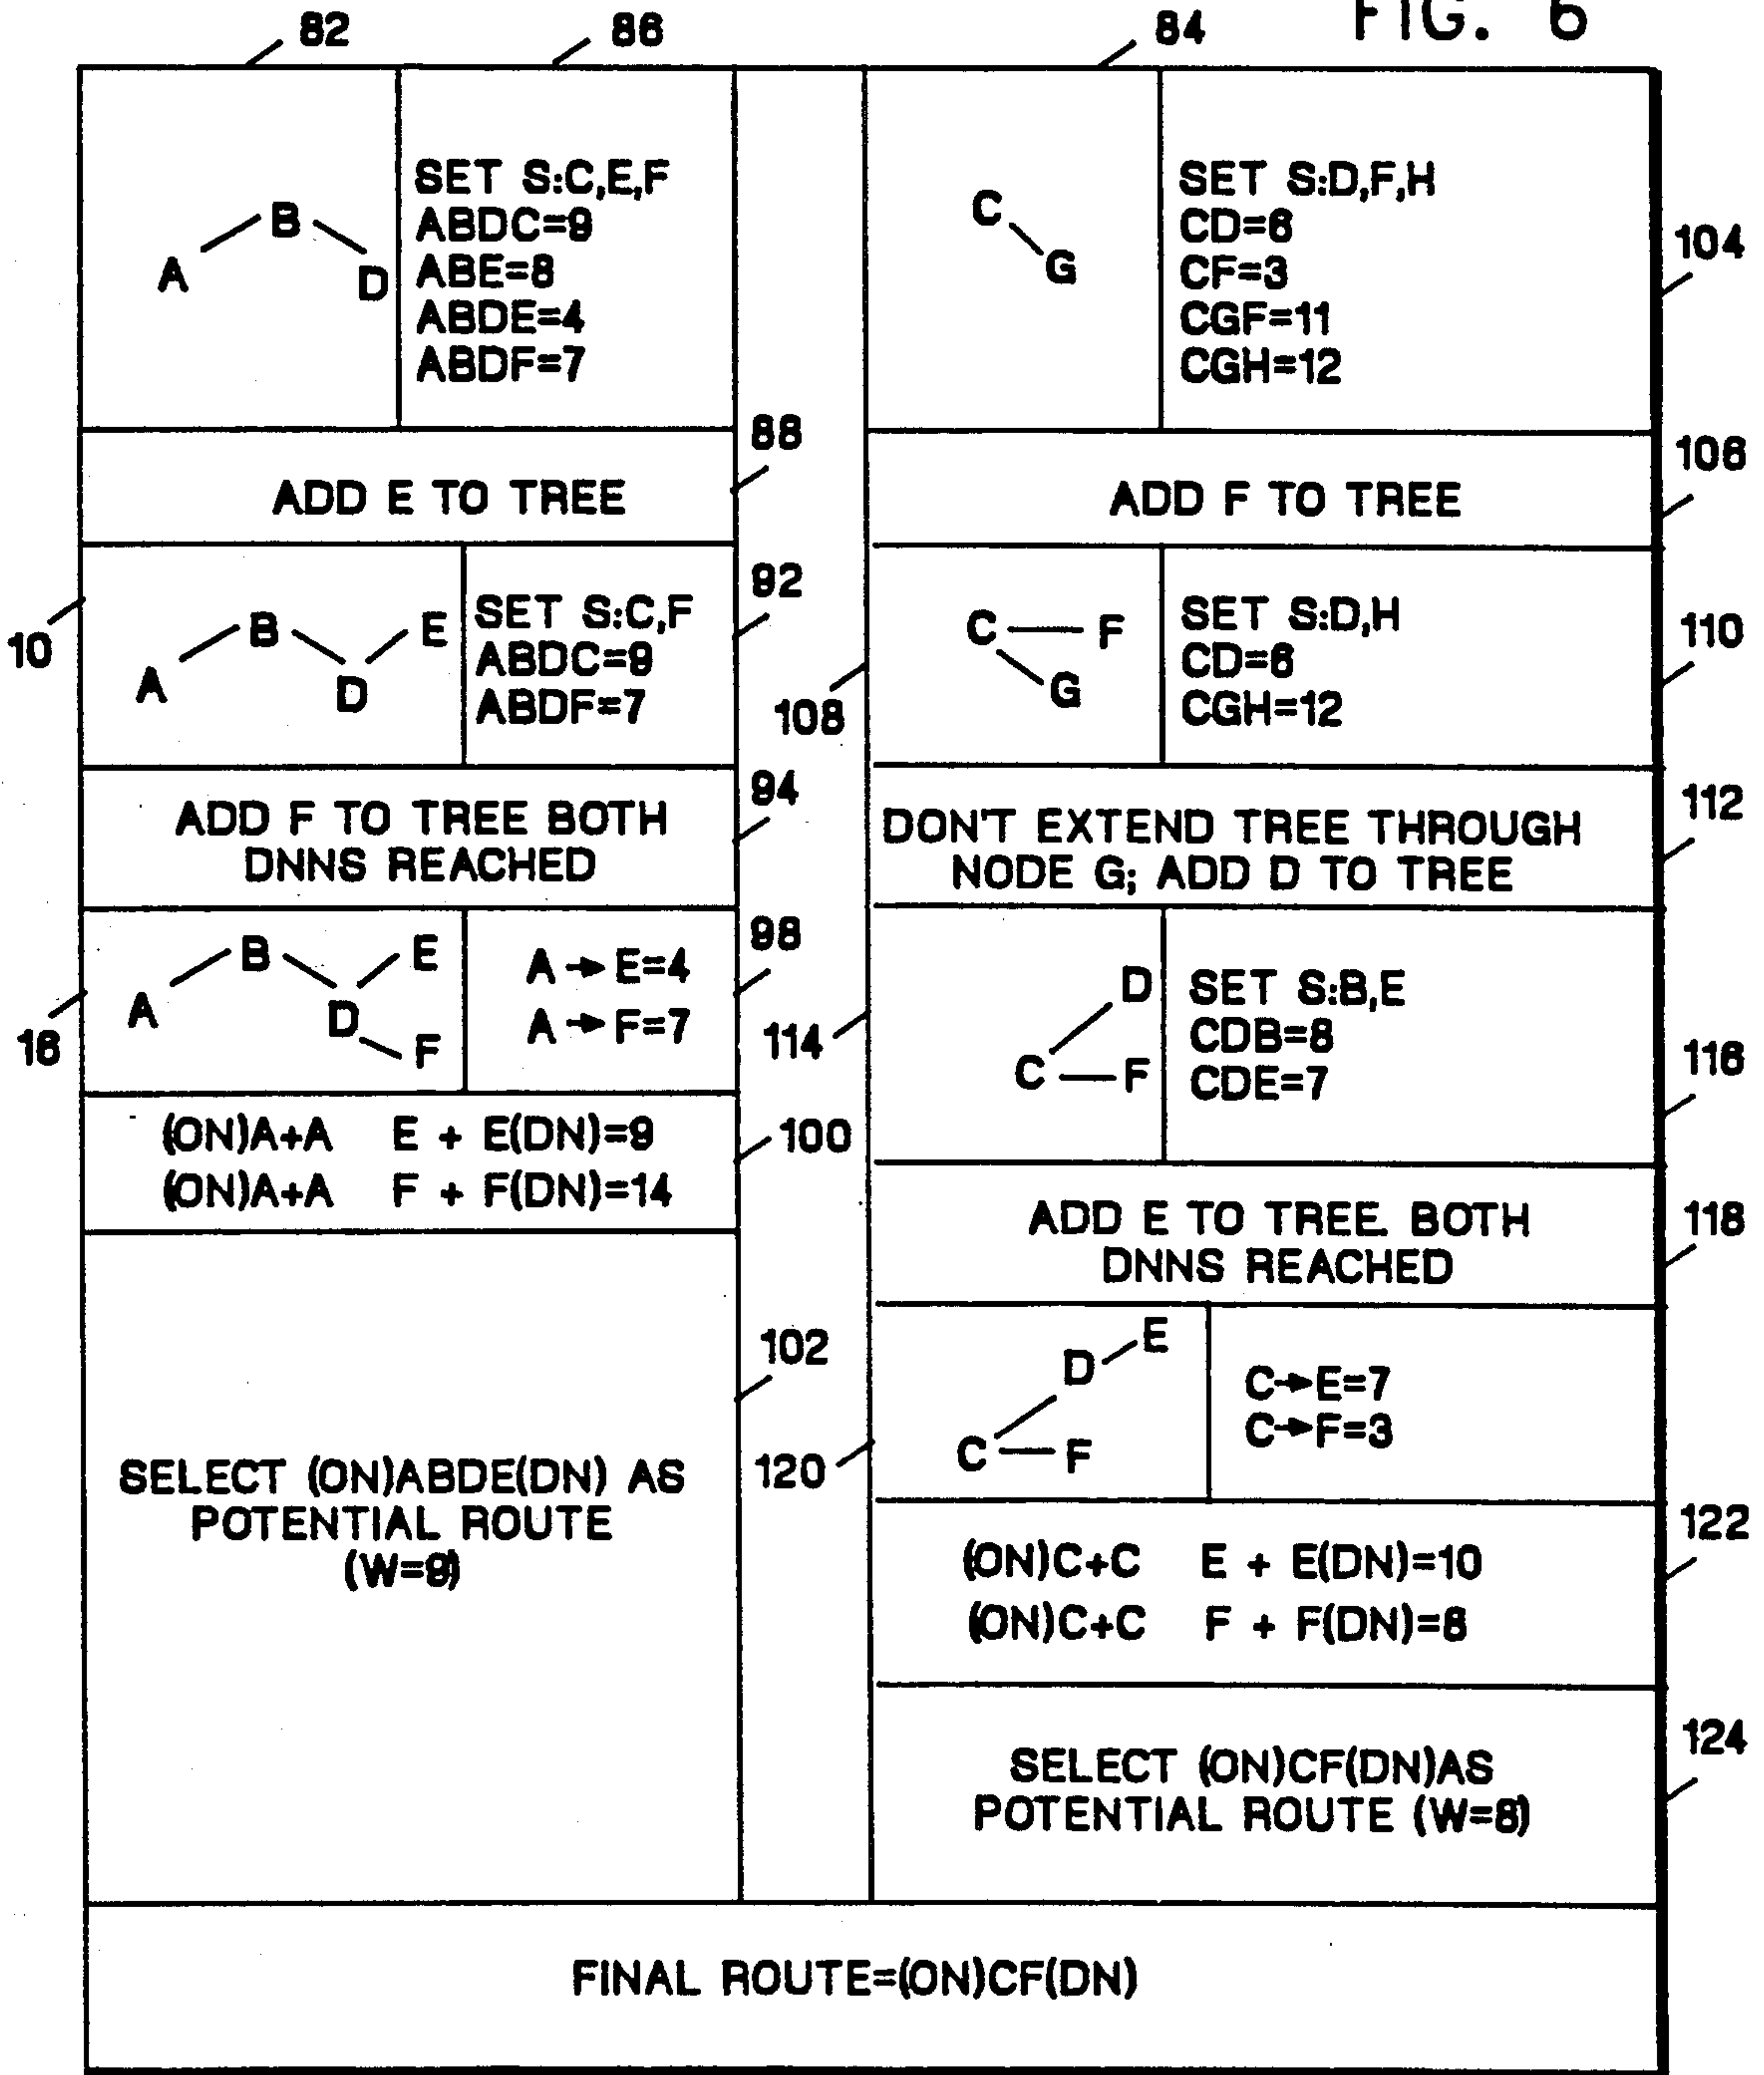 FIG. 6
82
86
84
A
B
D
SET S:C,E,F
ABDC=9
ABE=8
ABDE=4
ABDF=7
88
ADD E TO TREE
10
A
B
D
E
SET S:C,F
ABDC=9
ABDF=7
92
ADD F TO TREE BOTH
DNNS REACHED
94
16
A
B
D
E
F
A→E=4
A→F=7
98
(ON)A+A E + E(DN)=9
(ON)A+A F + F(DN)=14
100
SELECT (ON)ABDE(DN) AS
POTENTIAL ROUTE
(W=9)
102
C
G
SET S:D,F,H
CD=6
CF=3
CGF=11
CGH=12
104
ADD F TO TREE
106
108
C
F
G
SET S:D,H
CD=6
CGH=12
110
DON'T EXTEND TREE THROUGH
NODE G; ADD D TO TREE
112
114
D
C
F
SET S:B,E
CDB=8
CDE=7
116
ADD E TO TREE. BOTH
DNNS REACHED
118
120
E
D
C
F
C→E=7
C→F=3
(ON)C+C E + E(DN)=10
(ON)C+C F + F(DN)=8
122
SELECT (ON)CF(DN)AS
POTENTIAL ROUTE (W=8)
124
FINAL ROUTE=(ON)CF(DN)